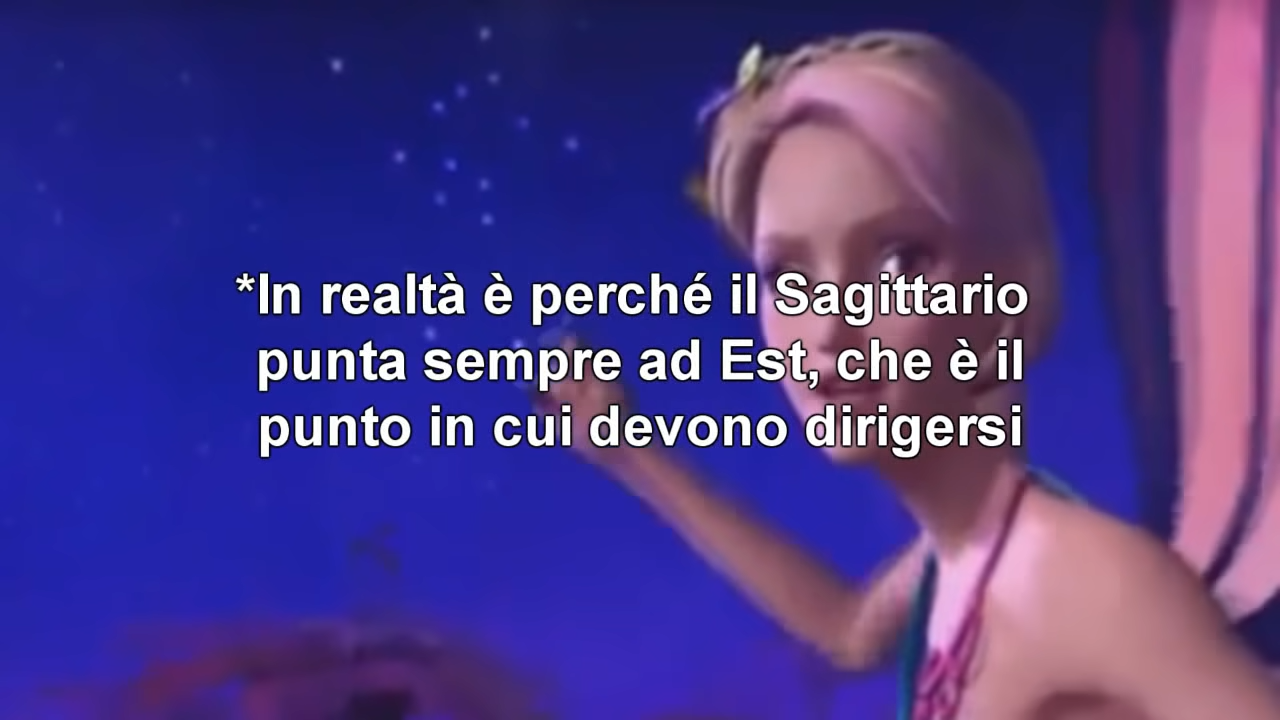 *In realtà è perché il Sagittario
punta sempre ad Est, che è il
punto in cui devono dirigersi